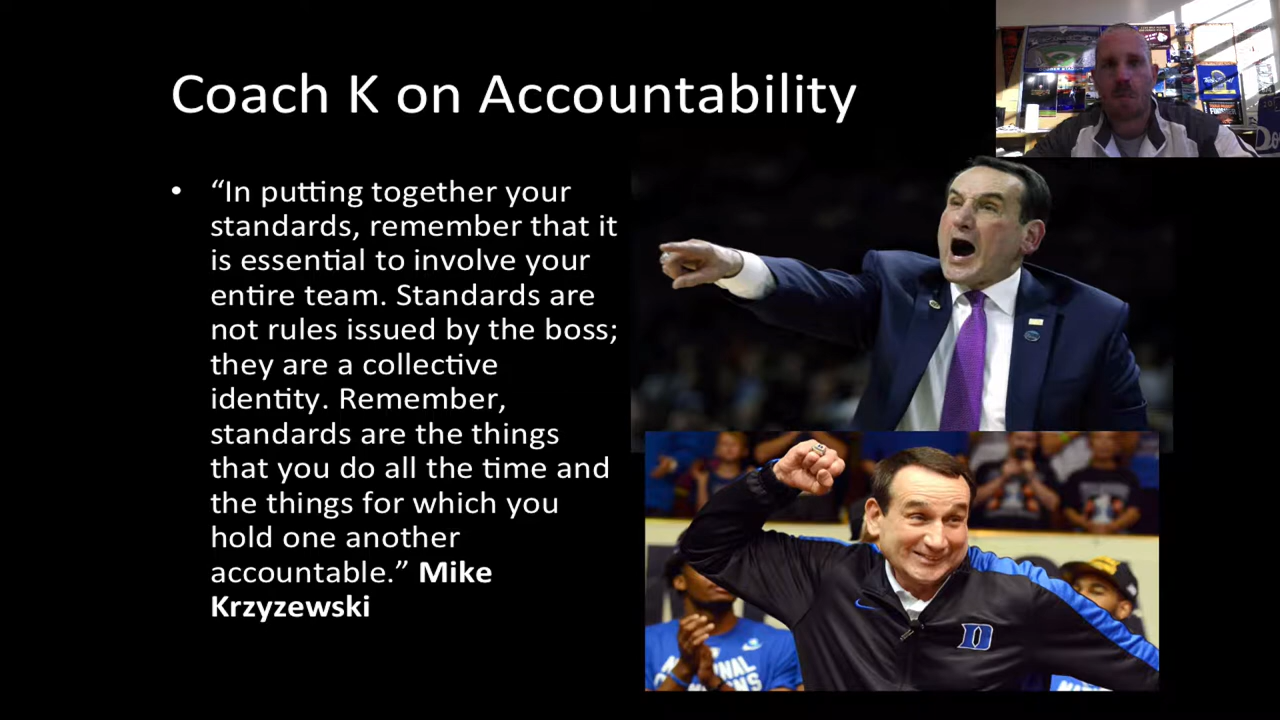 Coach K on Accountability
• “In putting together your
standards, remember that it
is essential to involve your
entire team. Standards are
not rules issued by the boss;
they are a collective
identity. Remember,
standards are the things
that you do all the time and
the things for which you
hold one another
accountable.” Mike
Krzyzewski
D